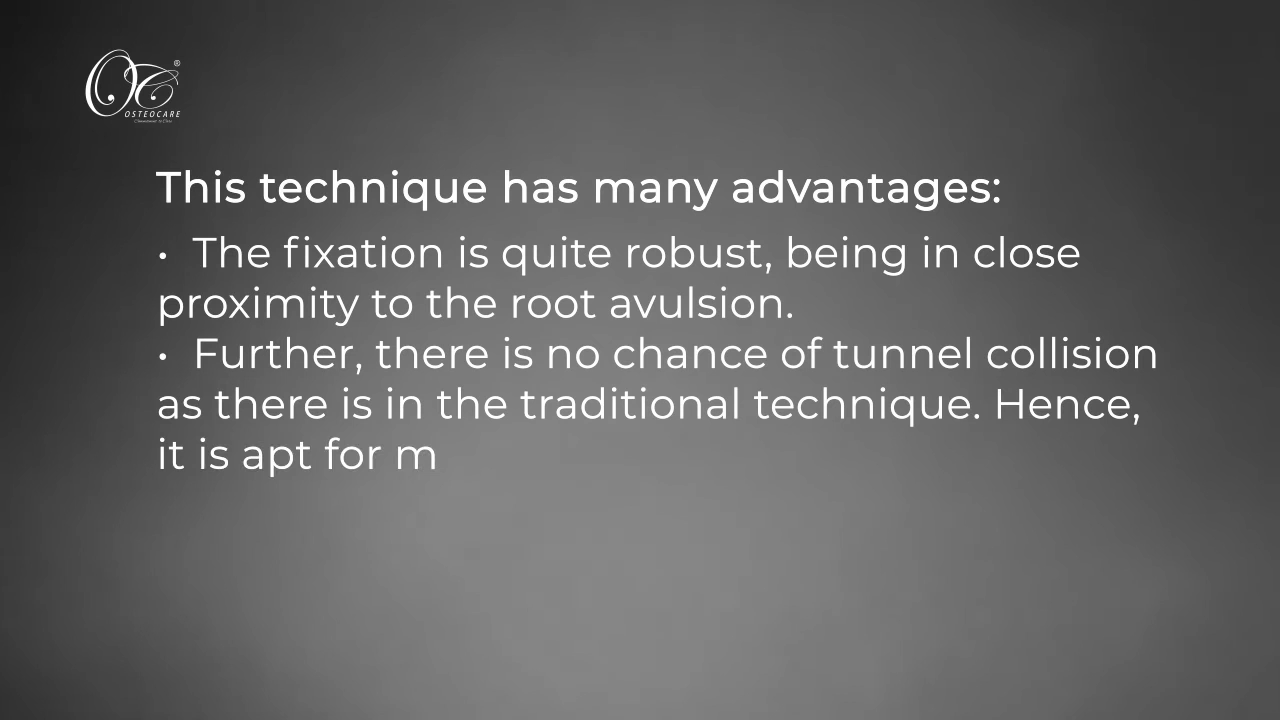 OSTEOCARE
This technique has many advantages:
• The fixation is quite robust, being in close
proximity to the root avulsion.
• Further, there is no chance of tunnel collision
as there is in the traditional technique. Hence,
it is apt for m